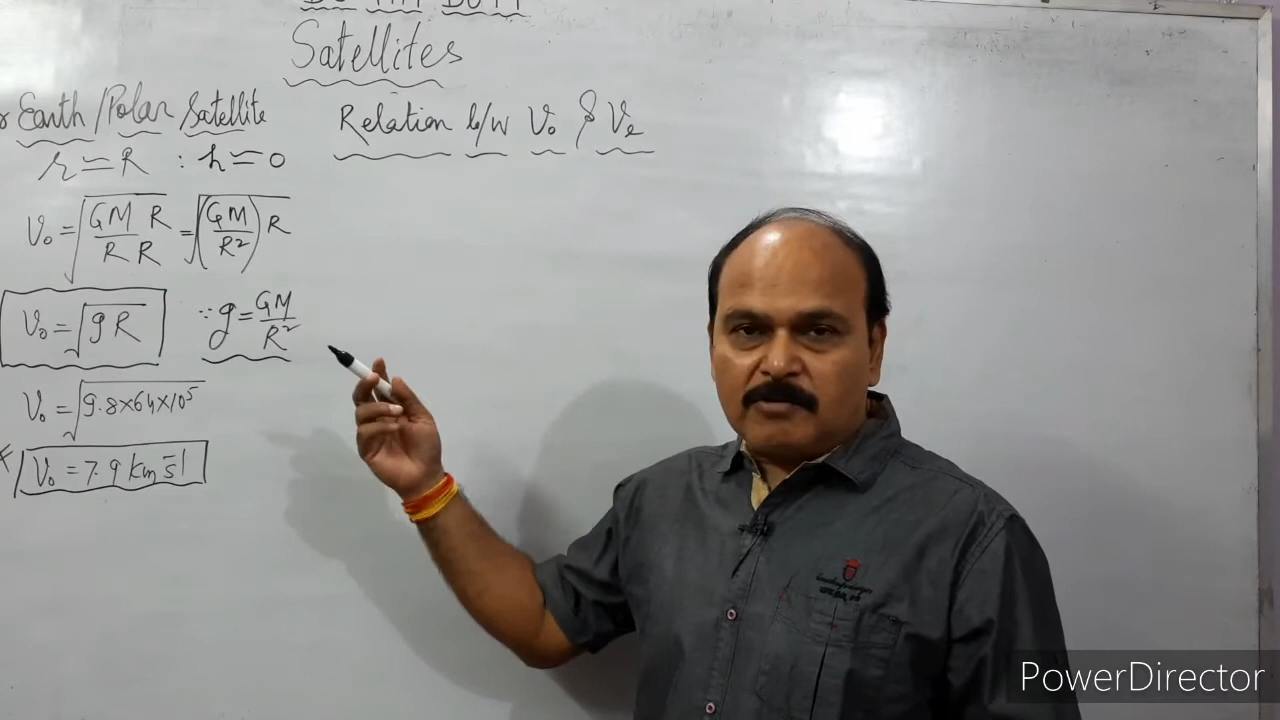 Satellites
r Earth/Polar Satellite
r = R : h = 0
V₀ = √(GM R / R R) = √((GM/R²) R)
V₀ = √gR ∵ g = GM/R²
V₀ = √9.8×64×10⁵
V₀ = 7.9 km s⁻¹
Relation b/w V₀ & Vₑ
PowerDirector